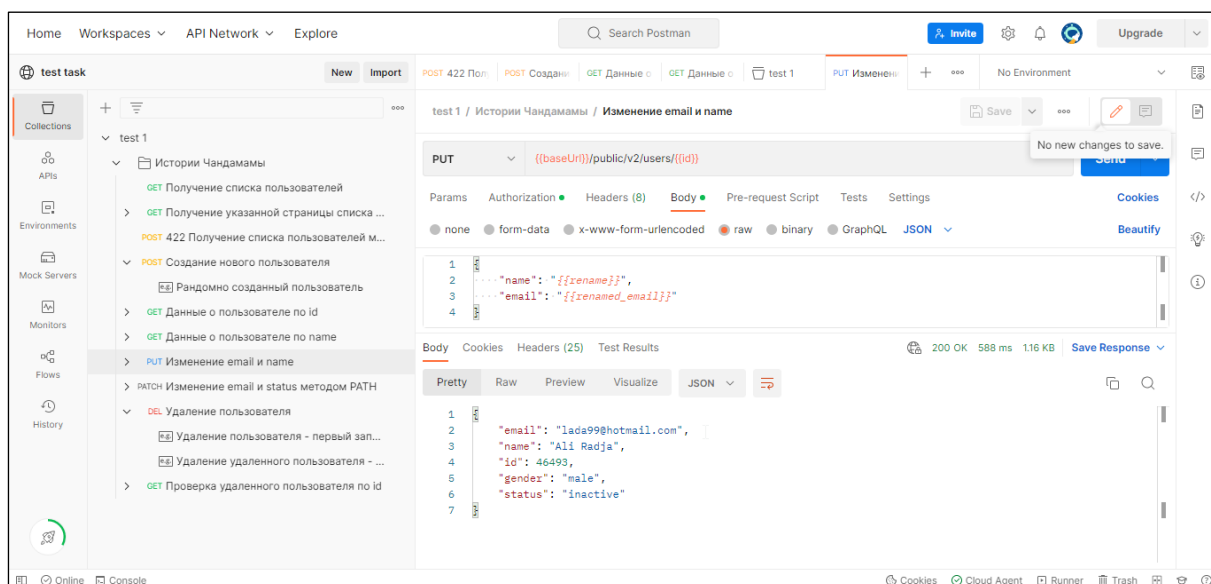 Home Workspaces API Network Explore Search Postman Invite Upgrade
test task New Import POST 422 Пол. POST Создани GET Данные о GET Данные о test 1 PUT Изменени No Environment
Collections
APIs
Environments
Mock Servers
Monitors
Flows
History
test 1
Истории Чандамамы
GET Получение списка пользователей
GET Получение указанной страницы списка ...
POST 422 Получение списка пользователей м...
POST Создание нового пользователя
e.g. Рандомно созданный пользователь
GET Данные о пользователе по id
GET Данные о пользователе по name
PUT Изменение email и name
PATCH Изменение email и status методом PATH
DEL Удаление пользователя
e.g. Удаление пользователя - первый зап...
e.g. Удаление удаленного пользователя - ...
GET Проверка удаленного пользователя по id
test 1 / Истории Чандамамы / Изменение email и name Save
No new changes to save.
PUT {{baseUrl}}/public/v2/users/{{id}} Send
Params Authorization Headers (8) Body Pre-request Script Tests Settings Cookies
none form-data x-www-form-urlencoded raw binary GraphQL JSON Beautify
1 {
2 "name": "{{rename}}",
3 "email": "{{renamed_email}}"
4 }
Body Cookies Headers (25) Test Results 200 OK 588 ms 1.16 KB Save Response
Pretty Raw Preview Visualize JSON
1 {
2 "email": "lada99@hotmail.com",
3 "name": "Ali Radja",
4 "id": 46493,
5 "gender": "male",
6 "status": "inactive"
7 }
Online Console Cookies Cloud Agent Runner Trash